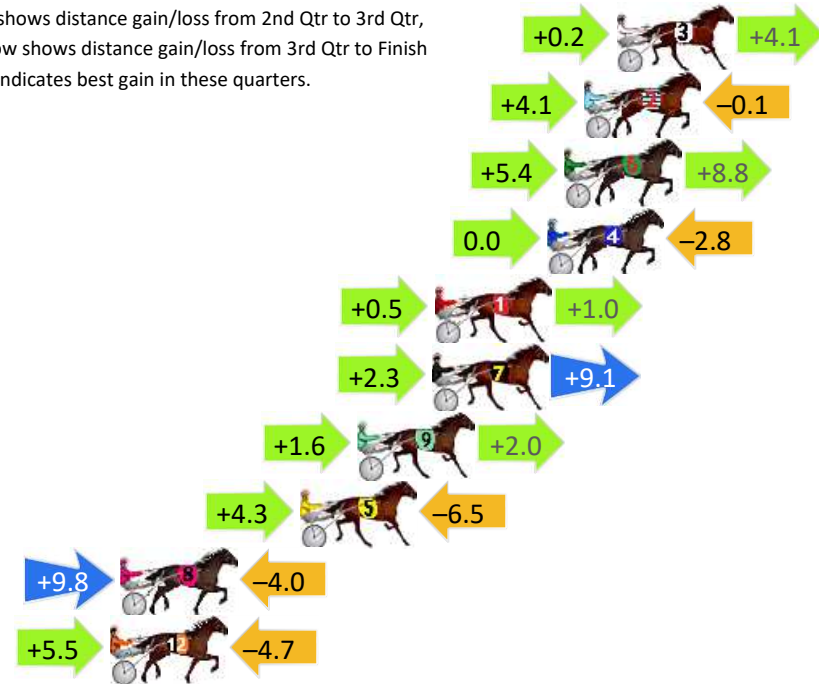 shows distance gain/loss from 2nd Qtr to 3rd Qtr,
ow shows distance gain/loss from 3rd Qtr to Finish
ndicates best gain in these quarters.
+0.2 3 +4.1
+4.1 –0.1
+5.4 6 +8.8
0.0 4 –2.8
+0.5 1 +1.0
+2.3 7 +9.1
+1.6 9 +2.0
+4.3 5 –6.5
+9.8 8 –4.0
+5.5 12 –4.7